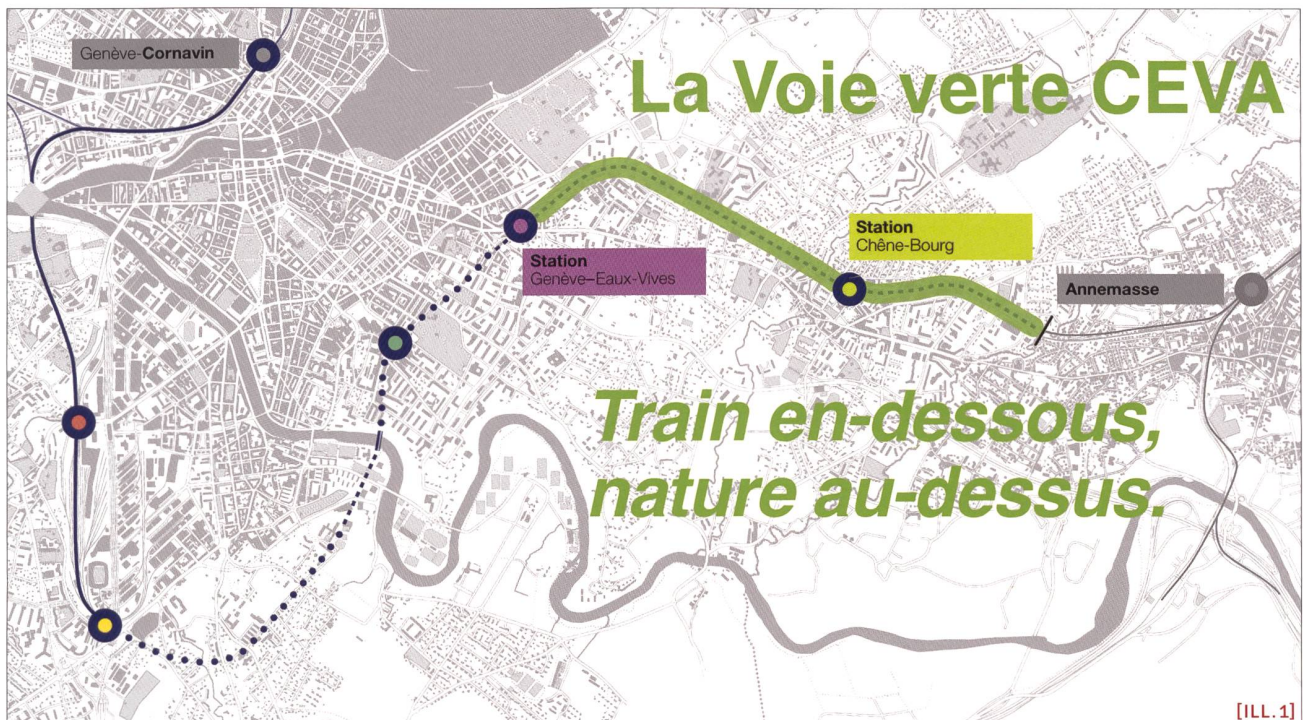 Genève-Cornavin
La Voie verte CEVA
Station
Chêne-Bourg
Station
Genève–Eaux-Vives
Annemasse
Train en-dessous,
nature au-dessus.
[ILL.1]